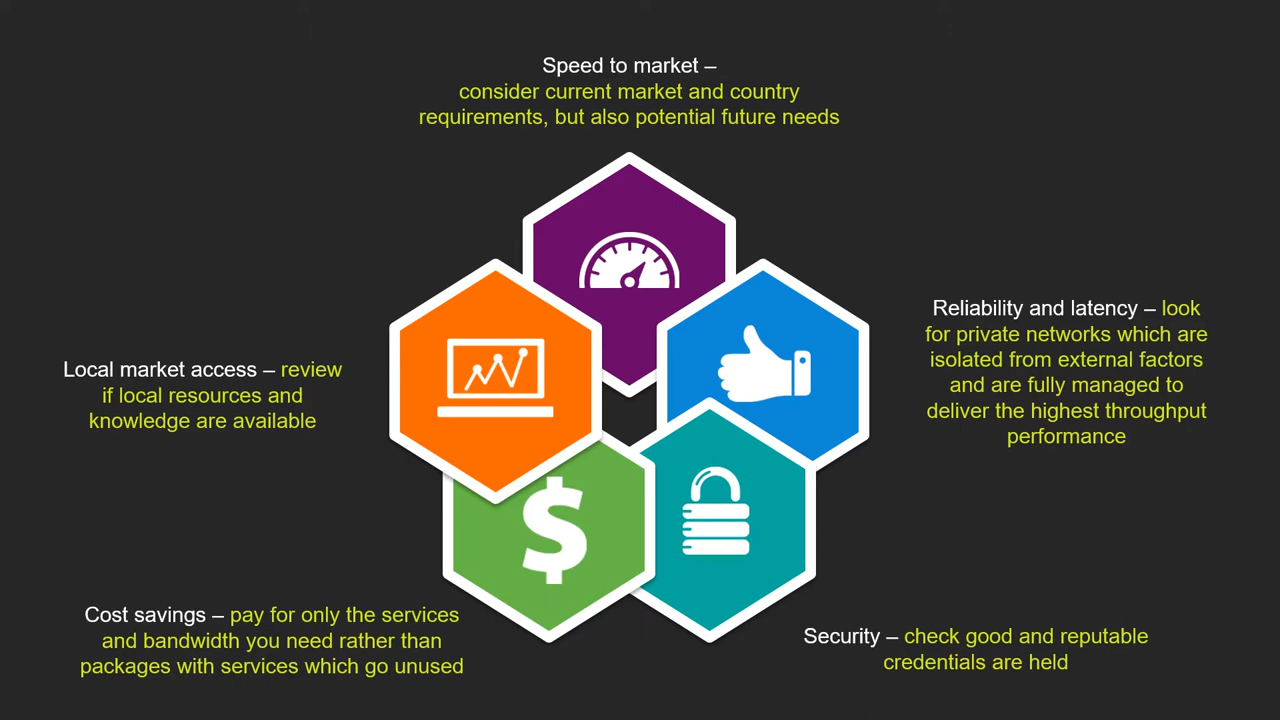 Speed to market –
consider current market and country
requirements, but also potential future needs
Reliability and latency – look
for private networks which are
isolated from external factors
and are fully managed to
deliver the highest throughput
performance
Local market access – review
if local resources and
knowledge are available
$
Cost savings – pay for only the services
and bandwidth you need rather than
packages with services which go unused
Security – check good and reputable
credentials are held